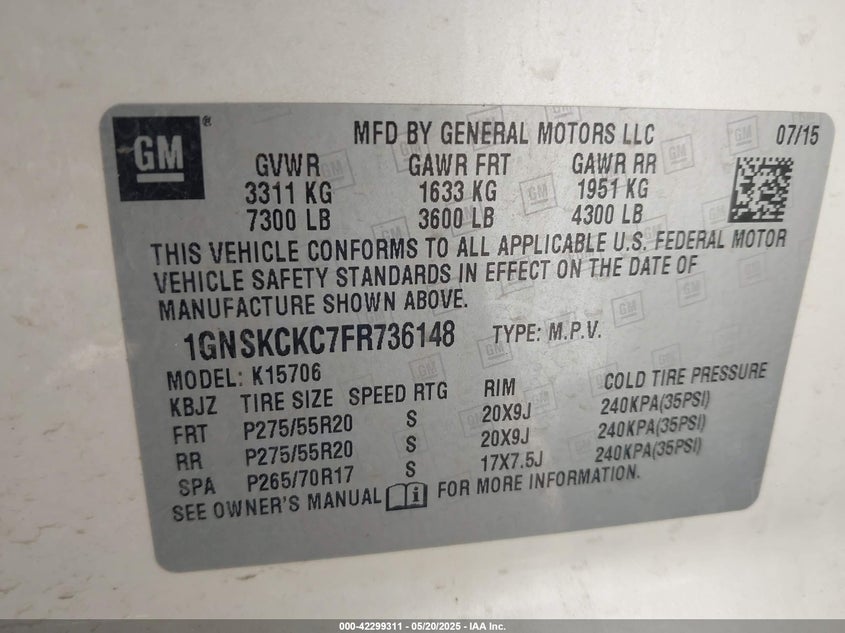 GM®
MFD BY GENERAL MOTORS LLC 07/15
GVWR GAWR FRT GAWR RR
3311 KG 1633 KG 1951 KG
7300 LB 3600 LB 4300 LB
THIS VEHICLE CONFORMS TO ALL APPLICABLE U.S. FEDERAL MOTOR
VEHICLE SAFETY STANDARDS IN EFFECT ON THE DATE OF
MANUFACTURE SHOWN ABOVE.
1GNSKCKC7FR736148 TYPE: M.P.V.
MODEL: K15706
KBJZ TIRE SIZE SPEED RTG RIM COLD TIRE PRESSURE
FRT P275/55R20 S 20X9J 240KPA(35PSI)
RR P275/55R20 S 20X9J 240KPA(35PSI)
SPA P265/70R17 S 17X7.5J 240KPA(35PSI)
SEE OWNER'S MANUAL i FOR MORE INFORMATION.
000-42299311 — 05/20/2025 — IAA Inc.